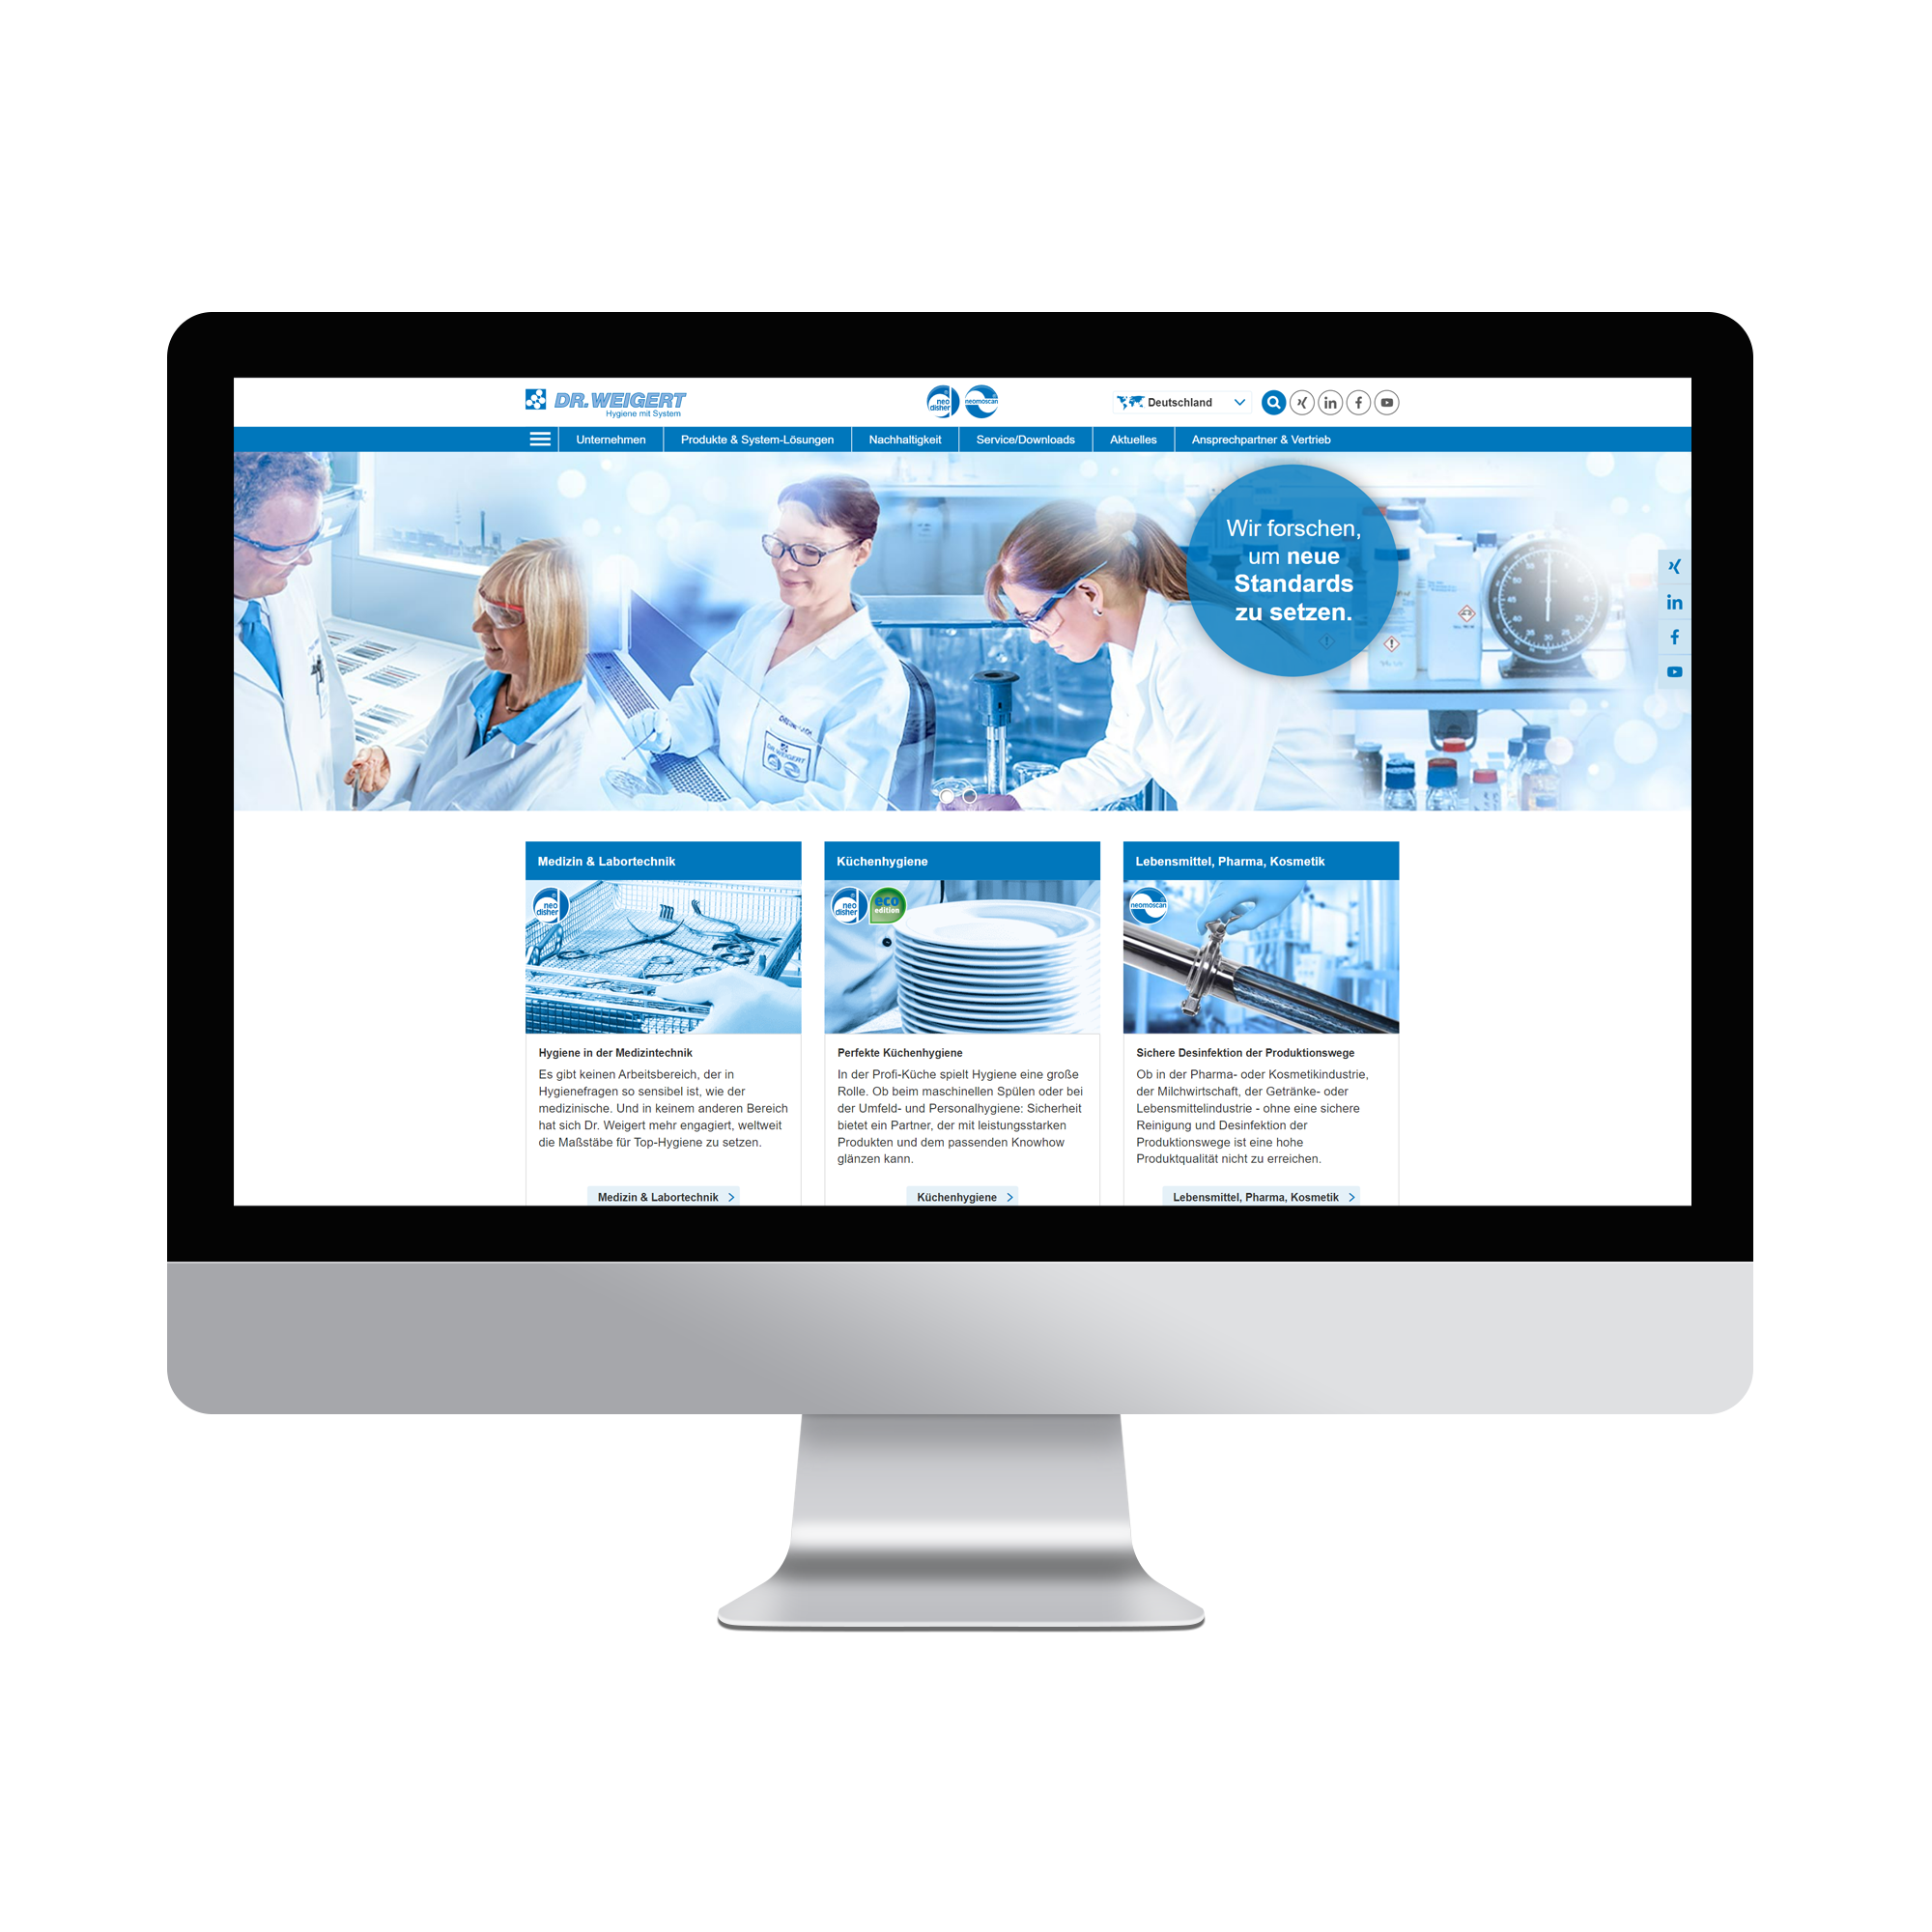 DR.WEIGERT
Hygiene mit System
neo
disher
neomoscan
Deutschland
Unternehmen
Produkte & System-Lösungen
Nachhaltigkeit
Service/Downloads
Aktuelles
Ansprechpartner & Vertrieb
Wir forschen,
um neue
Standards
zu setzen.
DR.WEIGERT
Medizin & Labortechnik
neo
disher
Hygiene in der Medizintechnik
Es gibt keinen Arbeitsbereich, der in
Hygienefragen so sensibel ist, wie der
medizinische. Und in keinem anderen Bereich
hat sich Dr. Weigert mehr engagiert, weltweit
die Maßstäbe für Top-Hygiene zu setzen.
Medizin & Labortechnik
Küchenhygiene
neo
disher
eco
edition
Perfekte Küchenhygiene
In der Profi-Küche spielt Hygiene eine große
Rolle. Ob beim maschinellen Spülen oder bei
der Umfeld- und Personalhygiene: Sicherheit
bietet ein Partner, der mit leistungsstarken
Produkten und dem passenden Knowhow
glänzen kann.
Küchenhygiene
Lebensmittel, Pharma, Kosmetik
neomoscan
Sichere Desinfektion der Produktionswege
Ob in der Pharma- oder Kosmetikindustrie,
der Milchwirtschaft, der Getränke- oder
Lebensmittelindustrie - ohne eine sichere
Reinigung und Desinfektion der
Produktionswege ist eine hohe
Produktqualität nicht zu erreichen.
Lebensmittel, Pharma, Kosmetik